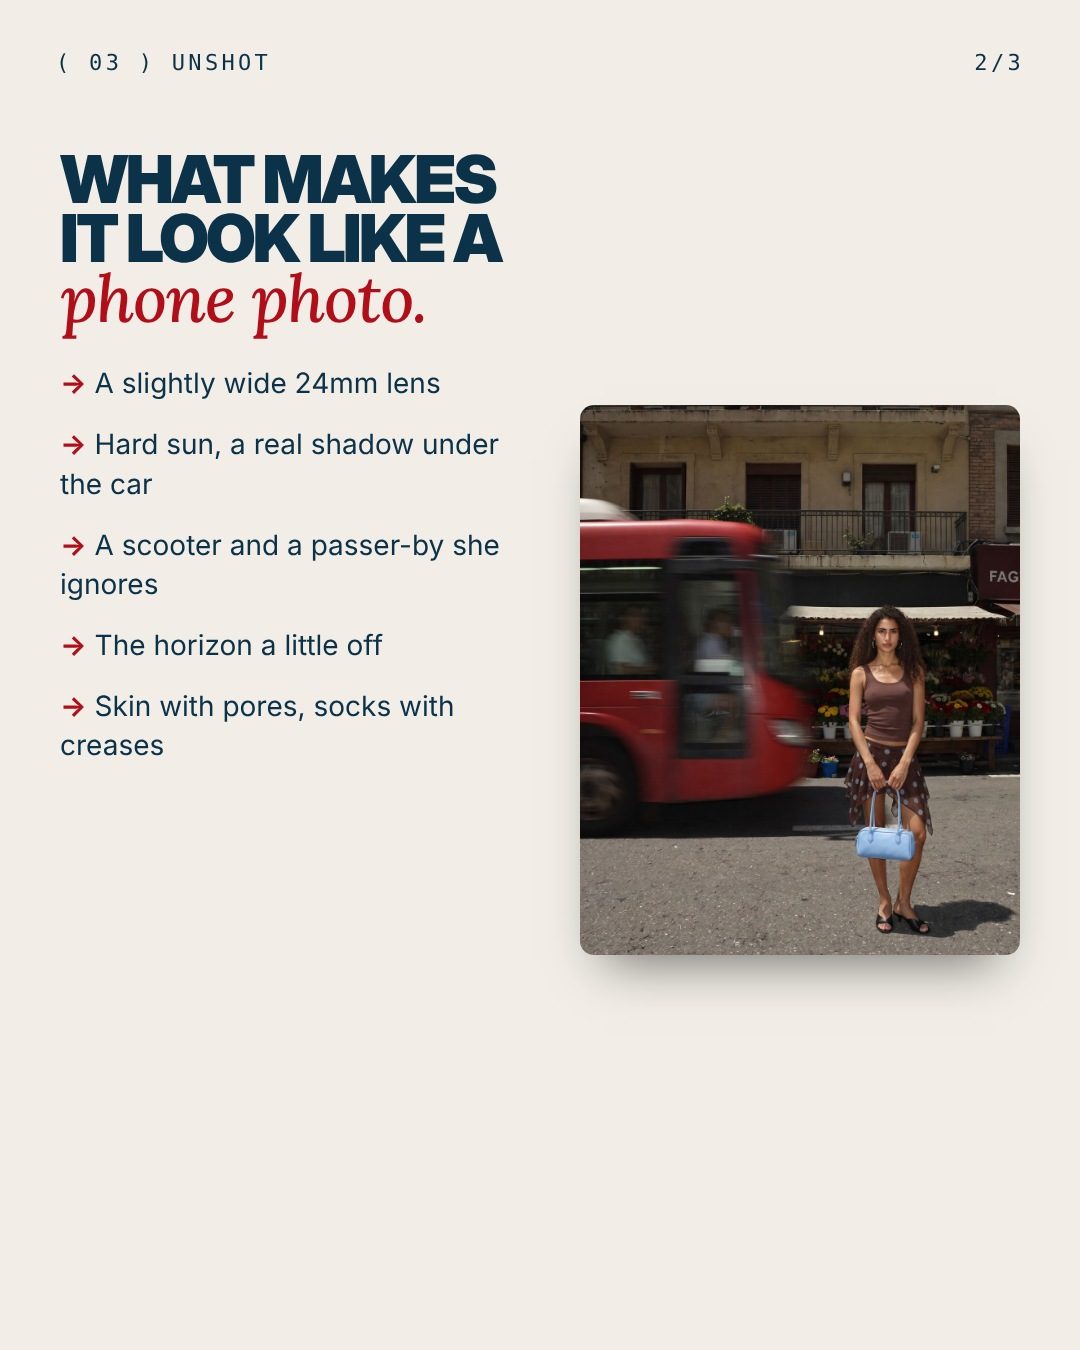 ( 03 ) UNSHOT
2/3
WHAT MAKES
IT LOOK LIKE A
phone photo.
→ A slightly wide 24mm lens
→ Hard sun, a real shadow under
the car
→ A scooter and a passer-by she
ignores
→ The horizon a little off
→ Skin with pores, socks with
creases
FAG